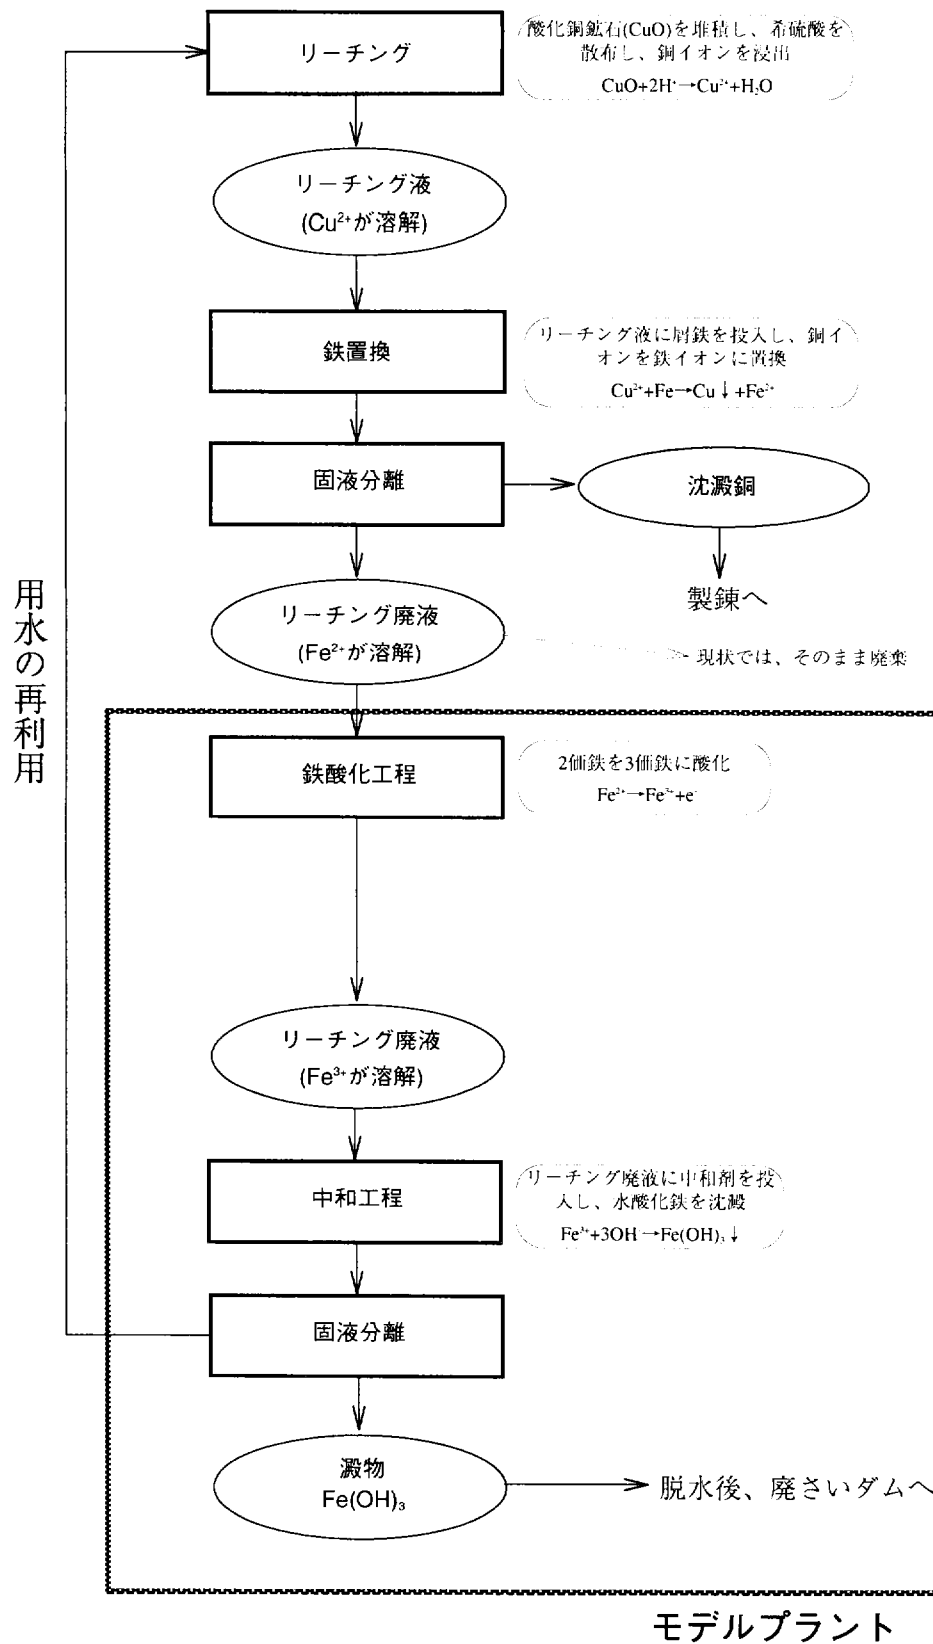 リーチング
酸化銅鉱石(CuO)を堆積し、希硫酸を
散布し、銅イオンを浸出
CuO+2H⁺→Cu²⁺+H₂O
リーチング液
(Cu²⁺が溶解)
鉄置換
リーチング液に屑鉄を投入し、銅イ
オンを鉄イオンに置換
Cu²⁺+Fe→Cu↓+Fe²⁺
固液分離
沈澱銅
製錬へ
リーチング廃液
(Fe²⁺が溶解)
現状では、そのまま廃棄
用水の再利用
鉄酸化工程
2価鉄を3価鉄に酸化
Fe²⁺→Fe³⁺+e⁻
リーチング廃液
(Fe³⁺が溶解)
中和工程
リーチング廃液に中和剤を投
入し、水酸化鉄を沈澱
Fe³⁺+3OH⁻→Fe(OH)₃↓
固液分離
澱物
Fe(OH)₃
脱水後、廃さいダムへ
モデルプラント